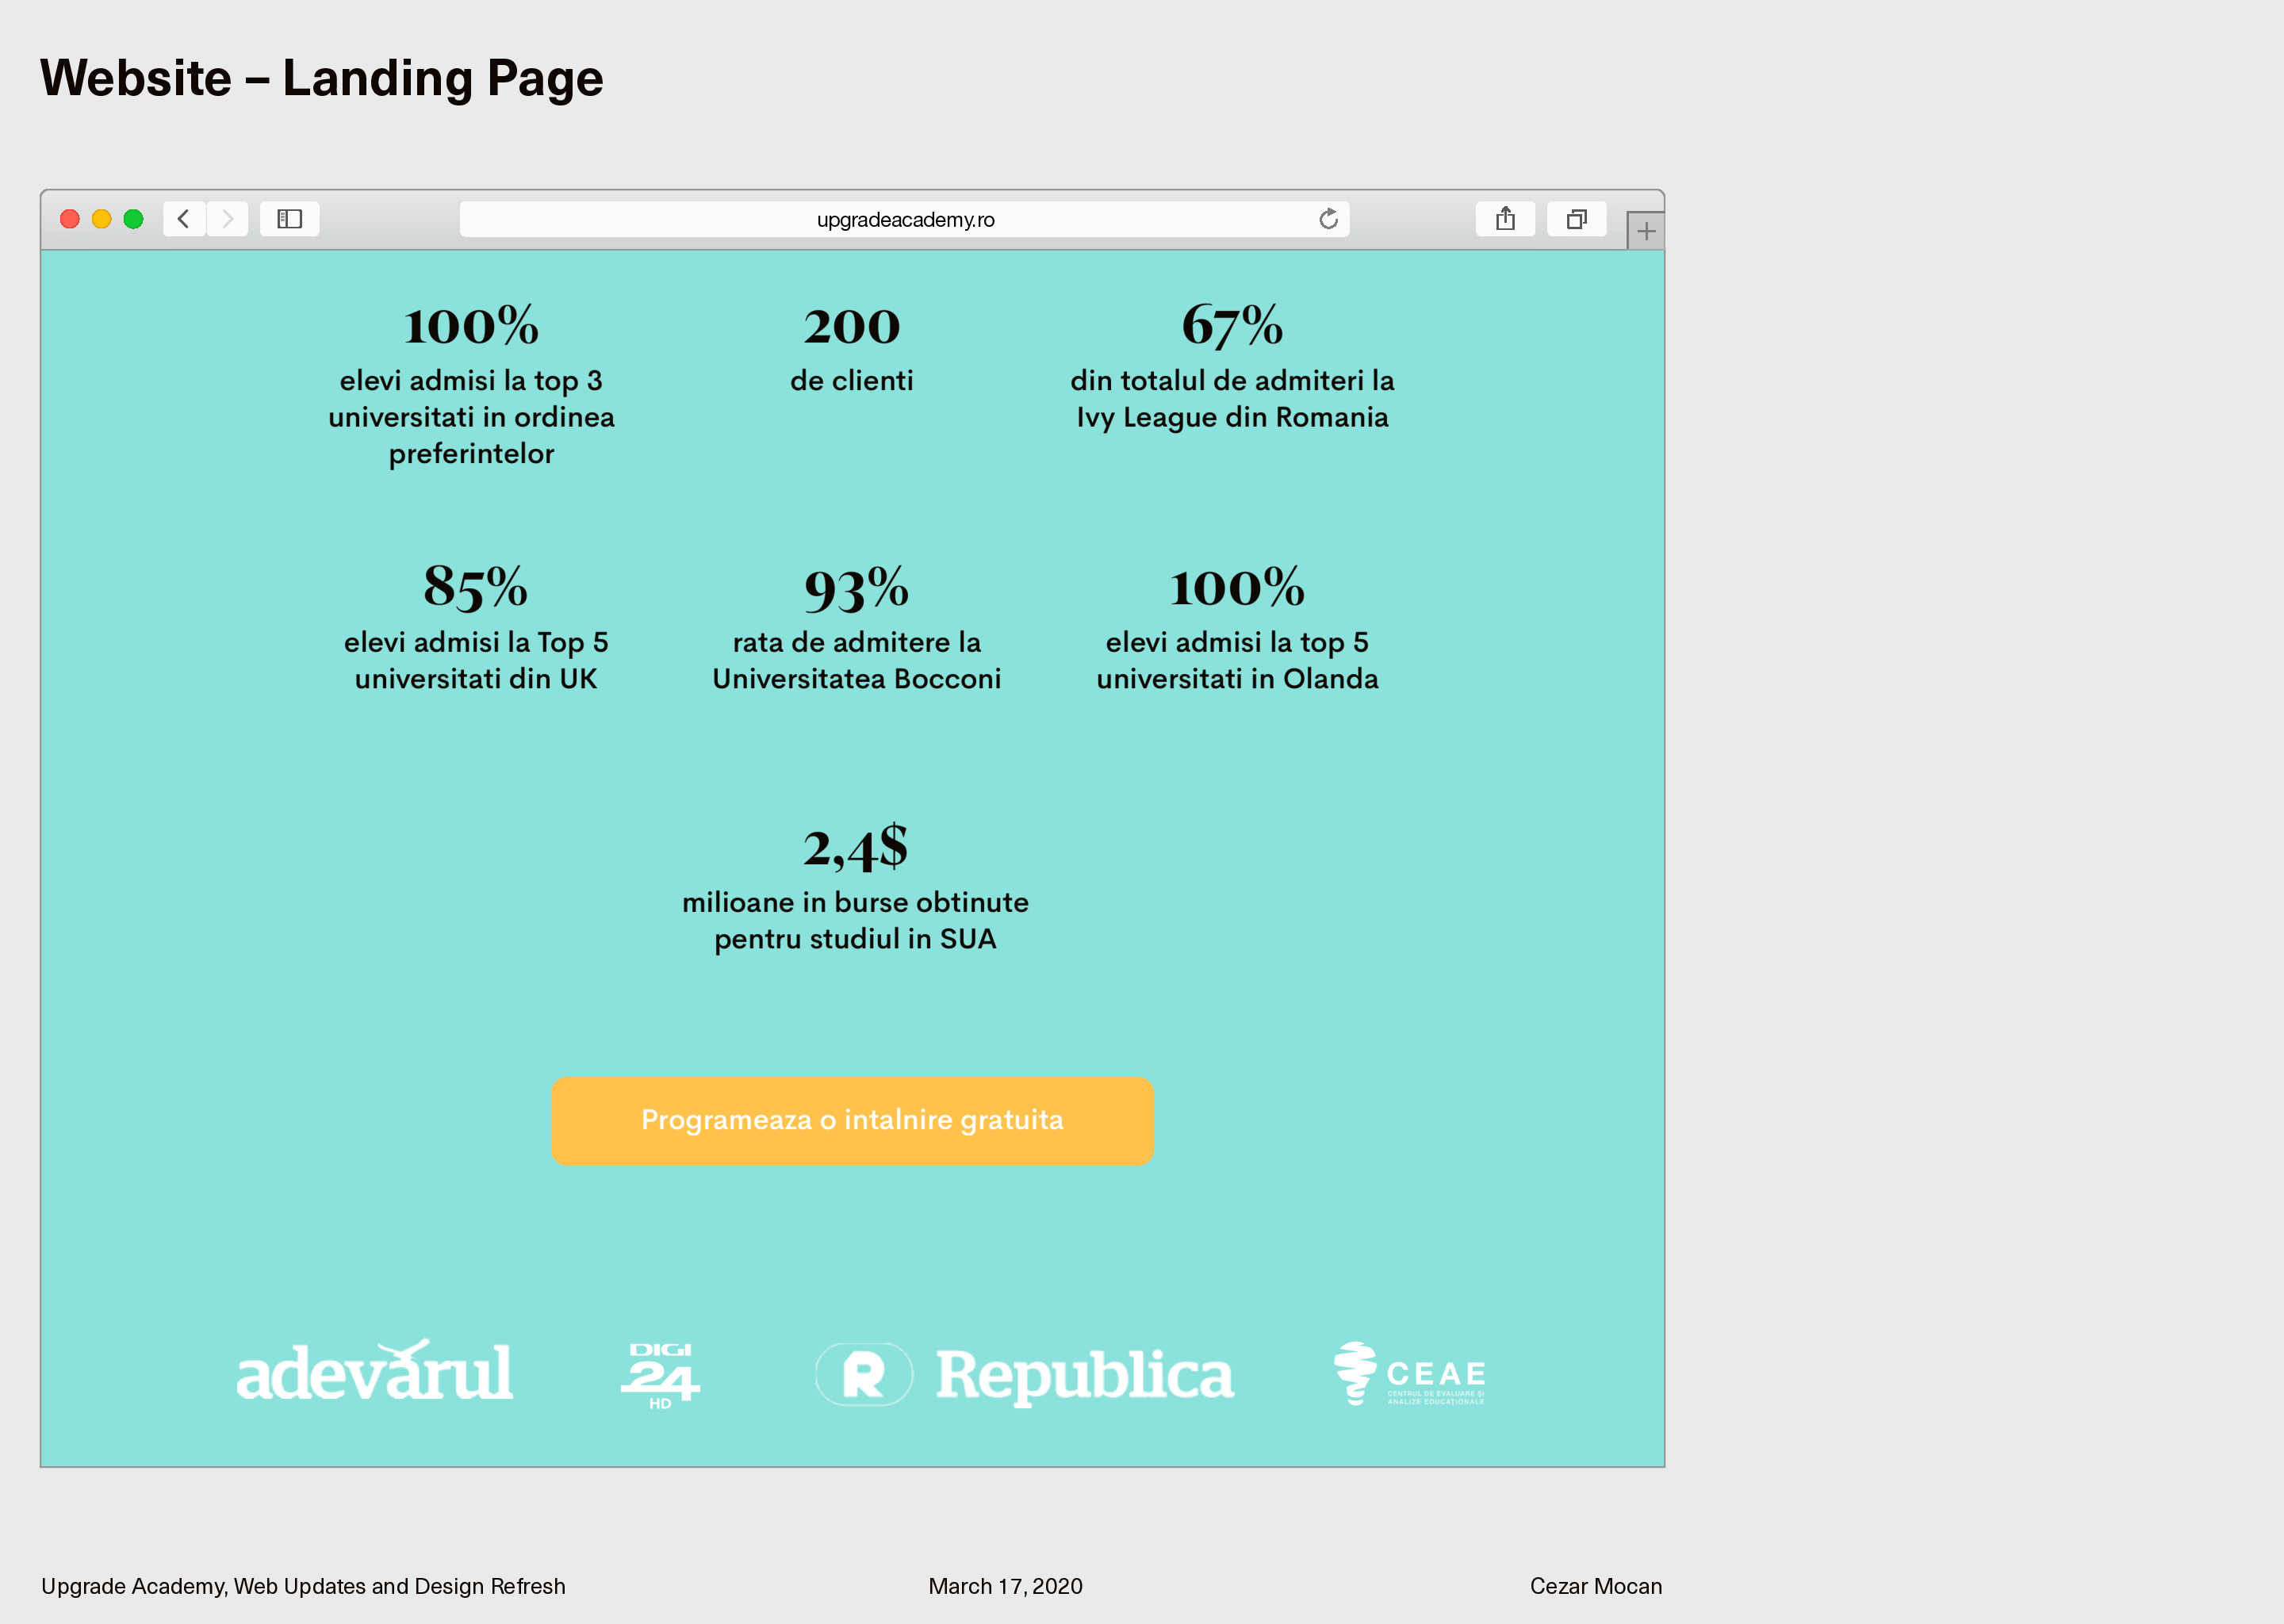 Website – Landing Page
upgradeacademy.ro
100%
elevi admisi la top 3
universitati in ordinea
preferintelor
200
de clienti
67%
din totalul de admiteri la
Ivy League din Romania
85%
elevi admisi la Top 5
universitati din UK
93%
rata de admitere la
Universitatea Bocconi
100%
elevi admisi la top 5
universitati in Olanda
2,4$
milioane in burse obtinute
pentru studiul in SUA
Programeaza o intalnire gratuita
adevărul
DIGI
24
HD
R Republica
CEAE
CENTRUL DE EVALUARE ȘI
ANALIZE EDUCAȚIONALE
Upgrade Academy, Web Updates and Design Refresh
March 17, 2020
Cezar Mocan